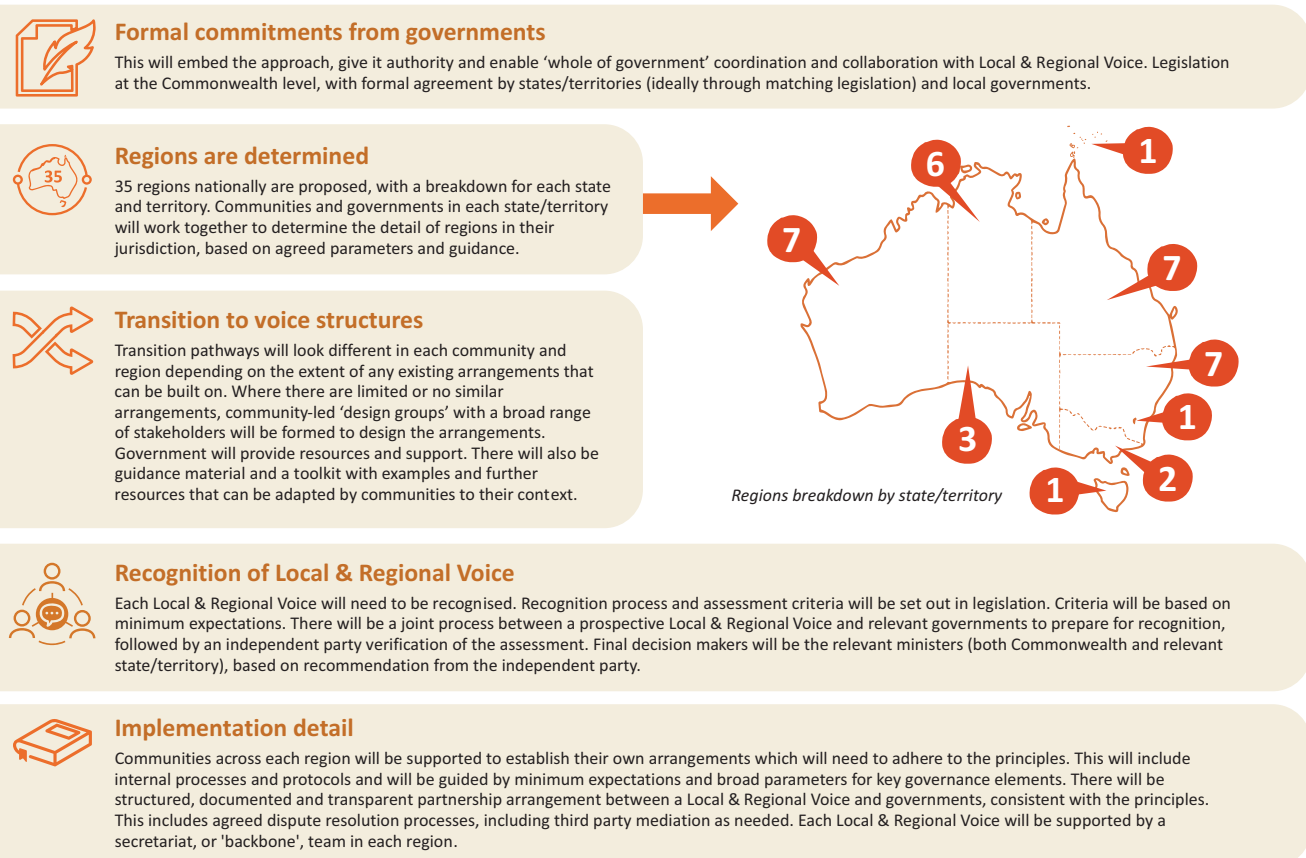 Formal commitments from governments
This will embed the approach, give it authority and enable ‘whole of government’ coordination and collaboration with Local & Regional Voice. Legislation
at the Commonwealth level, with formal agreement by states/territories (ideally through matching legislation) and local governments.
35
Regions are determined
35 regions nationally are proposed, with a breakdown for each state
and territory. Communities and governments in each state/territory
will work together to determine the detail of regions in their
jurisdiction, based on agreed parameters and guidance.
Transition to voice structures
Transition pathways will look different in each community and
region depending on the extent of any existing arrangements that
can be built on. Where there are limited or no similar
arrangements, community-led ‘design groups’ with a broad range
of stakeholders will be formed to design the arrangements.
Government will provide resources and support. There will also be
guidance material and a toolkit with examples and further
resources that can be adapted by communities to their context.
1
6
7
7
7
1
3
2
1
Regions breakdown by state/territory
Recognition of Local & Regional Voice
Each Local & Regional Voice will need to be recognised. Recognition process and assessment criteria will be set out in legislation. Criteria will be based on
minimum expectations. There will be a joint process between a prospective Local & Regional Voice and relevant governments to prepare for recognition,
followed by an independent party verification of the assessment. Final decision makers will be the relevant ministers (both Commonwealth and relevant
state/territory), based on recommendation from the independent party.
Implementation detail
Communities across each region will be supported to establish their own arrangements which will need to adhere to the principles. This will include
internal processes and protocols and will be guided by minimum expectations and broad parameters for key governance elements. There will be
structured, documented and transparent partnership arrangement between a Local & Regional Voice and governments, consistent with the principles.
This includes agreed dispute resolution processes, including third party mediation as needed. Each Local & Regional Voice will be supported by a
secretariat, or 'backbone', team in each region.